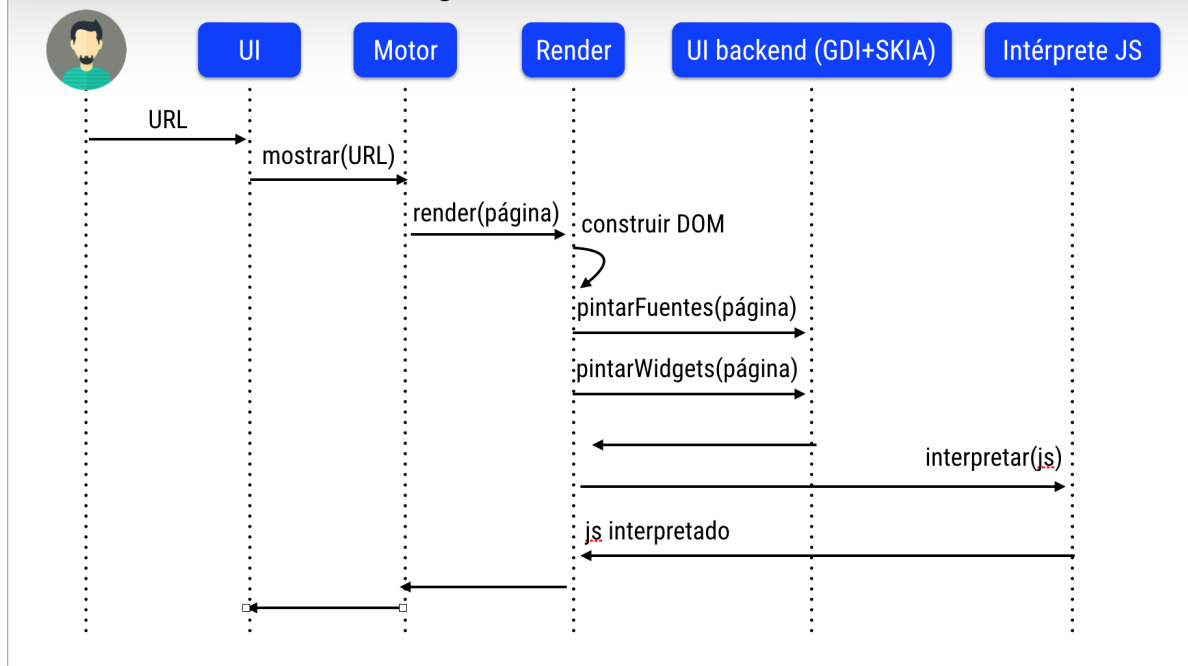 UI
Motor
Render
UI backend (GDI+SKIA)
Intérprete JS
URL
mostrar(URL)
render(página)
construir DOM
pintarFuentes(página)
pintarWidgets(página)
interpretar(js)
js interpretado